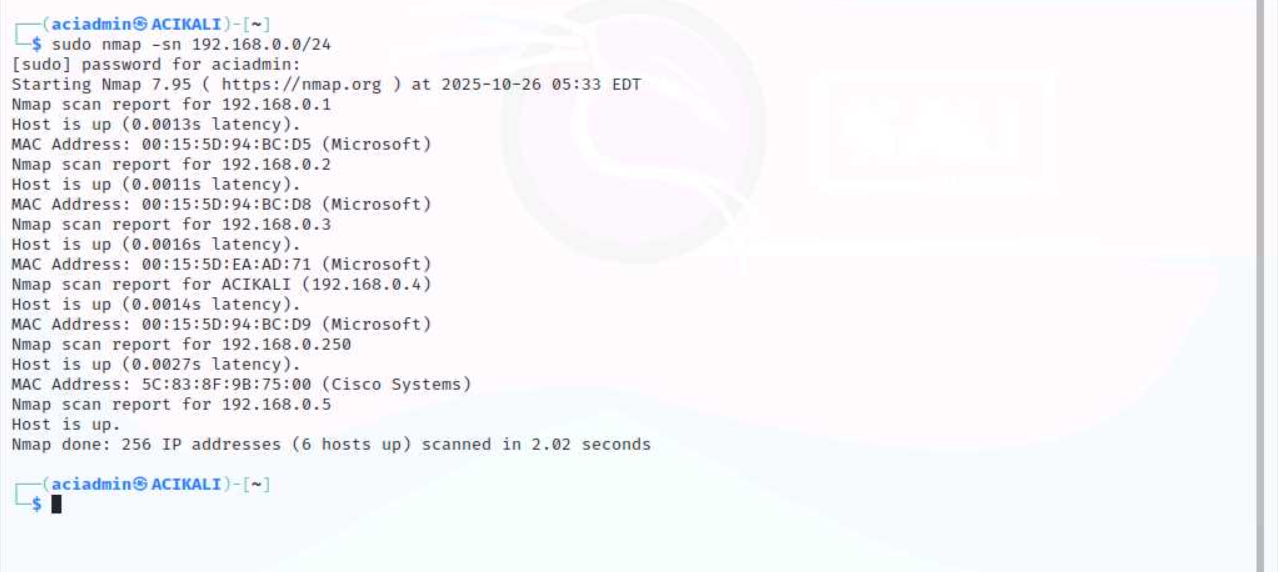 ┌──(aciadmin㉿ACIKALI)-[~]
└─$ sudo nmap -sn 192.168.0.0/24
[sudo] password for aciadmin:
Starting Nmap 7.95 ( https://nmap.org ) at 2025-10-26 05:33 EDT
Nmap scan report for 192.168.0.1
Host is up (0.0013s latency).
MAC Address: 00:15:5D:94:BC:D5 (Microsoft)
Nmap scan report for 192.168.0.2
Host is up (0.0011s latency).
MAC Address: 00:15:5D:94:BC:D8 (Microsoft)
Nmap scan report for 192.168.0.3
Host is up (0.0016s latency).
MAC Address: 00:15:5D:EA:AD:71 (Microsoft)
Nmap scan report for ACIKALI (192.168.0.4)
Host is up (0.0014s latency).
MAC Address: 00:15:5D:94:BC:D9 (Microsoft)
Nmap scan report for 192.168.0.250
Host is up (0.0027s latency).
MAC Address: 5C:83:8F:9B:75:00 (Cisco Systems)
Nmap scan report for 192.168.0.5
Host is up.
Nmap done: 256 IP addresses (6 hosts up) scanned in 2.02 seconds
┌──(aciadmin㉿ACIKALI)-[~]
└─$